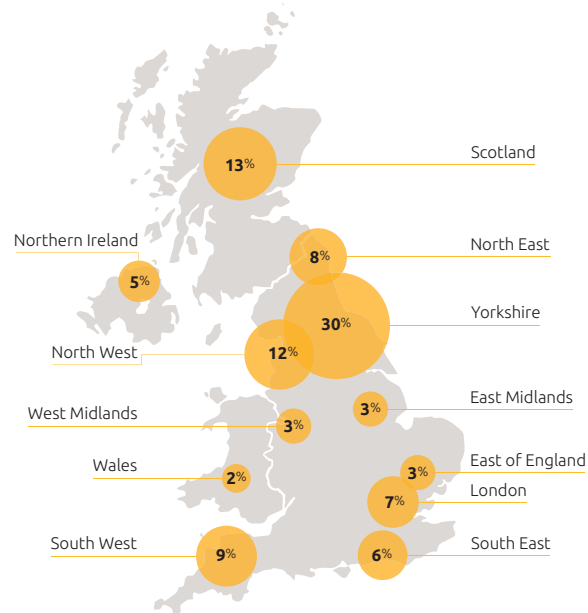 Scotland
13%
Northern Ireland
5%
North East
8%
Yorkshire
30%
North West
12%
East Midlands
3%
West Midlands
3%
East of England
3%
Wales
2%
London
7%
South West
9%
South East
6%